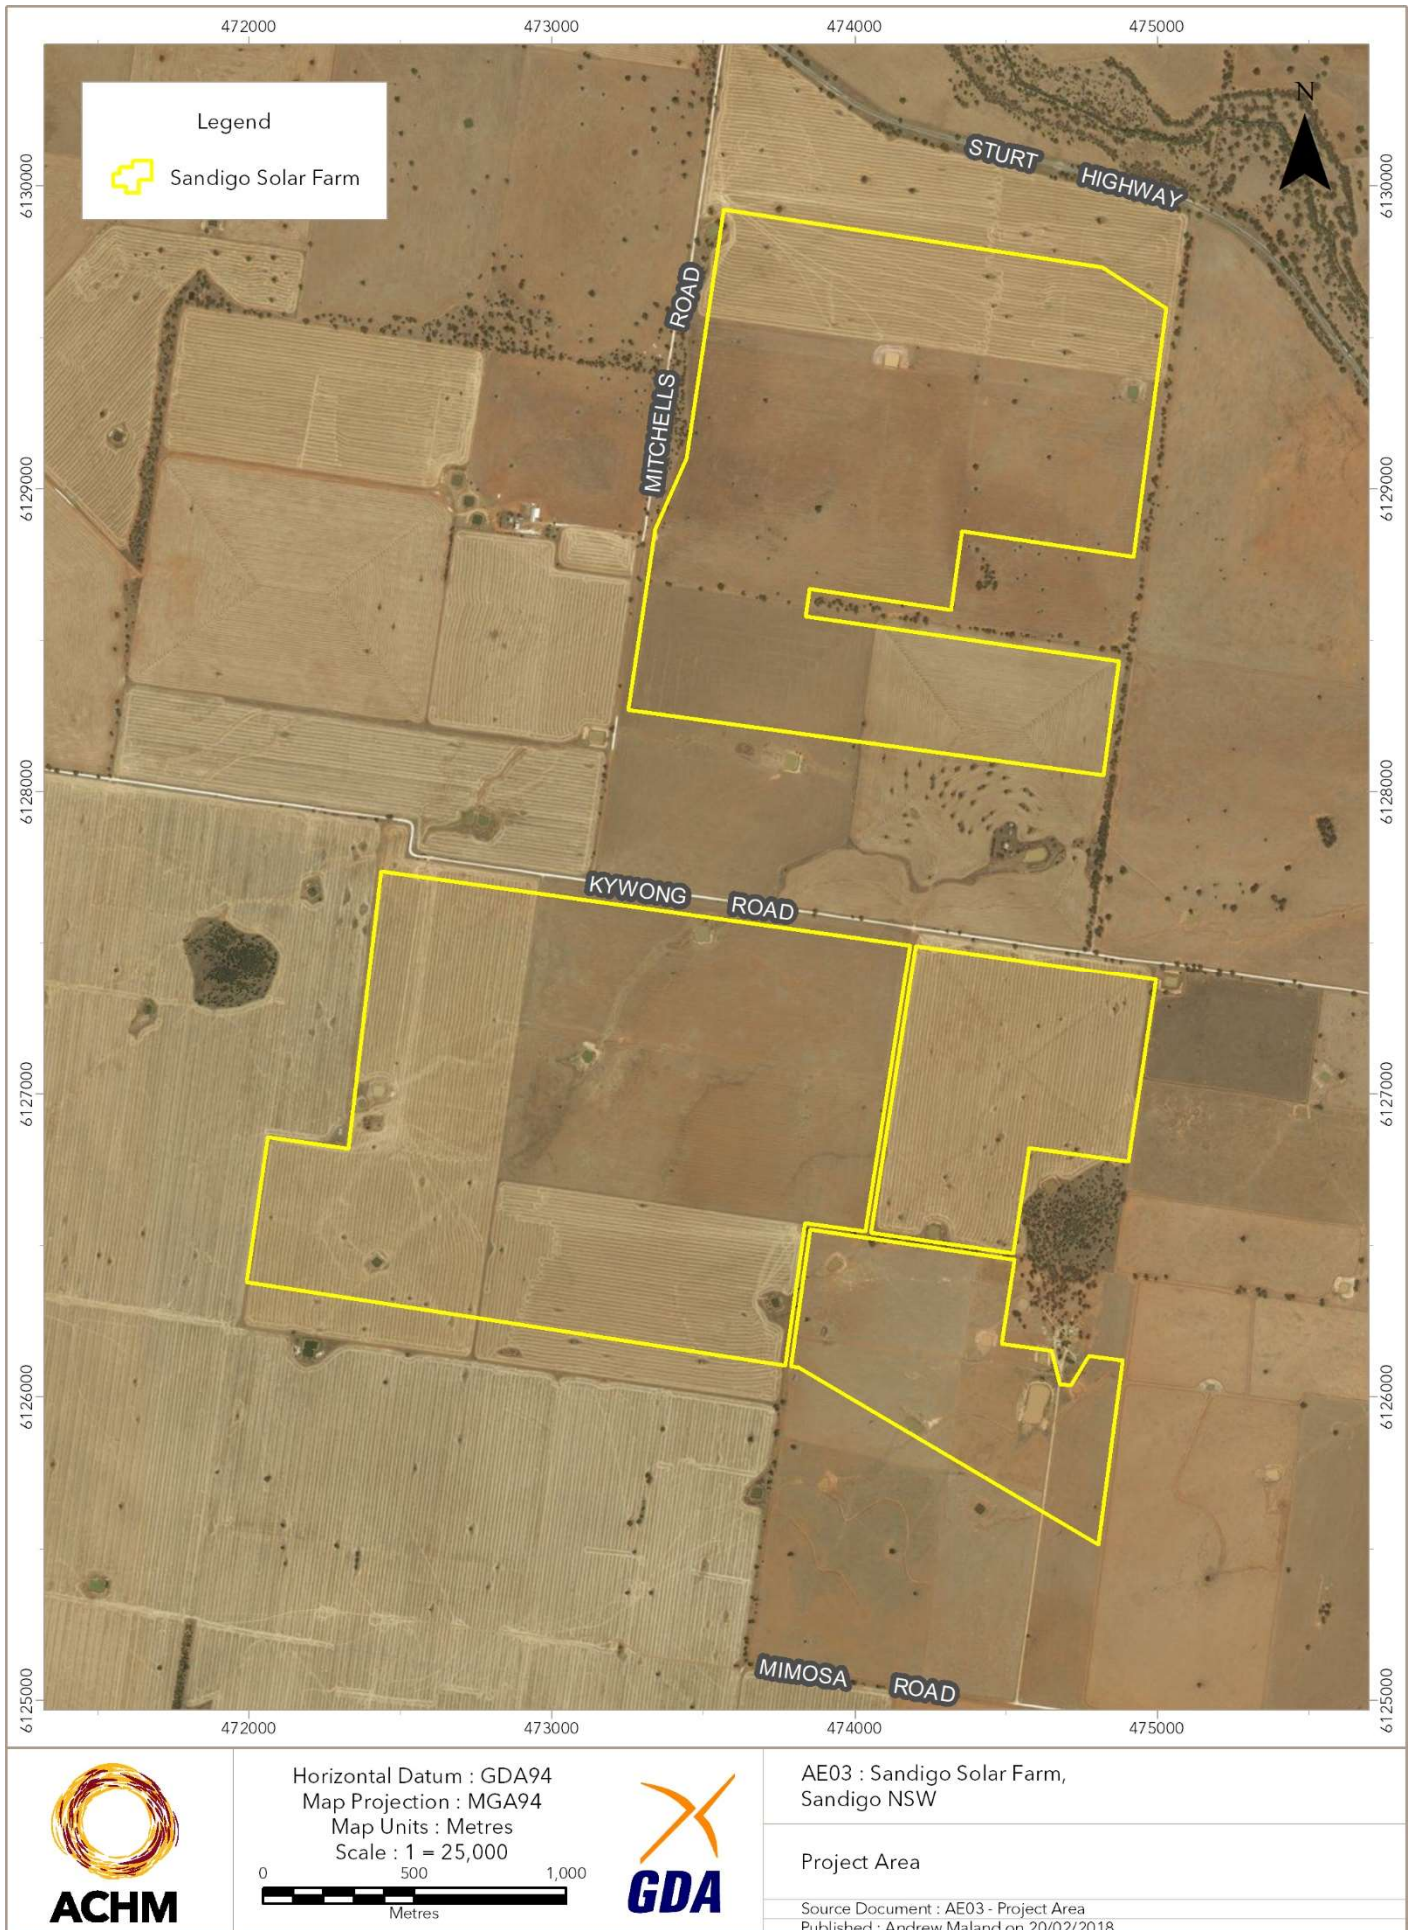 472000
473000
474000
475000
Legend
Sandigo Solar Farm
N
STURT
HIGHWAY
6130000
6130000
MITCHELLS ROAD
6129000
6129000
6128000
6128000
KYWONG ROAD
6127000
6127000
6126000
6126000
MIMOSA ROAD
6125000
6125000
472000
473000
474000
475000
ACHM
Horizontal Datum : GDA94
Map Projection : MGA94
Map Units : Metres
Scale : 1 = 25,000
0
500
1,000
Metres
GDA
AE03 : Sandigo Solar Farm,
Sandigo NSW
Project Area
Source Document : AE03 - Project Area
Published : Andrew Maland on 20/02/2018